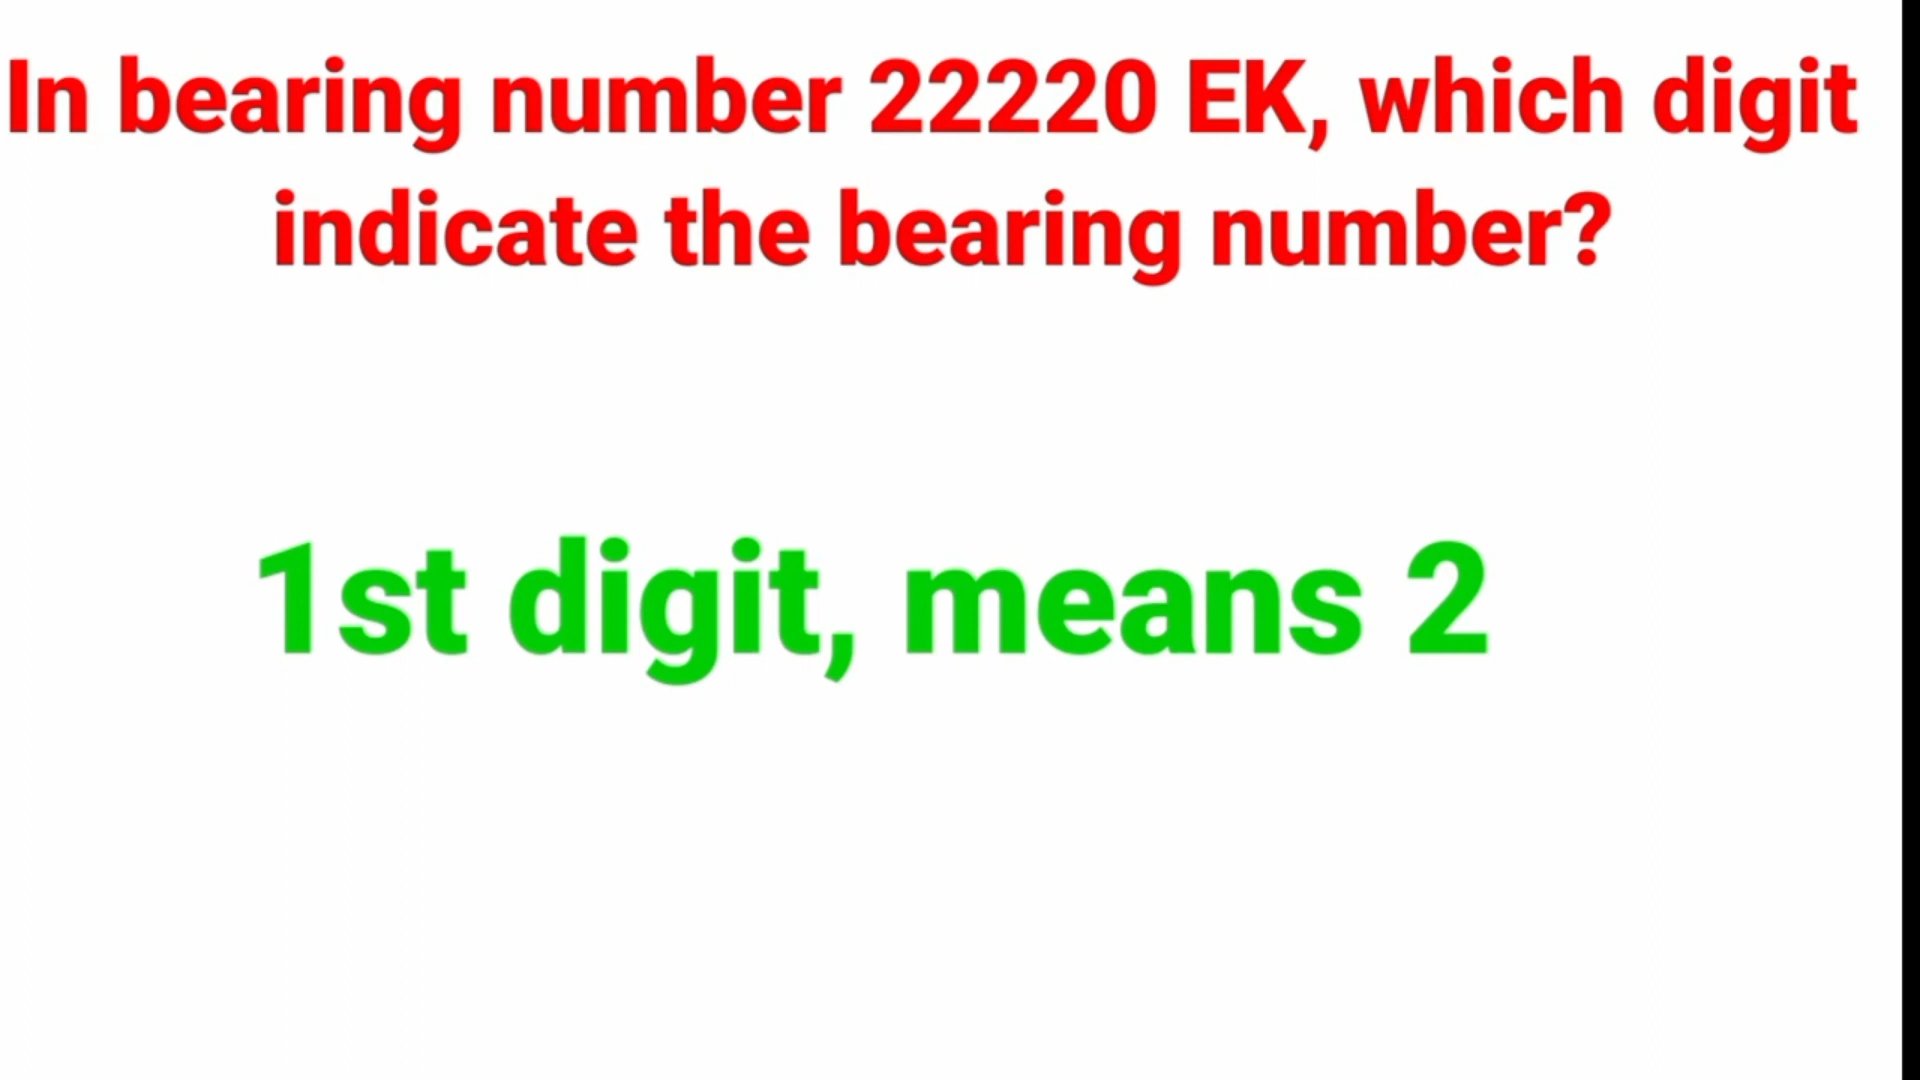 In bearing number 22220 EK, which digit
indicate the bearing number?
1st digit, means 2